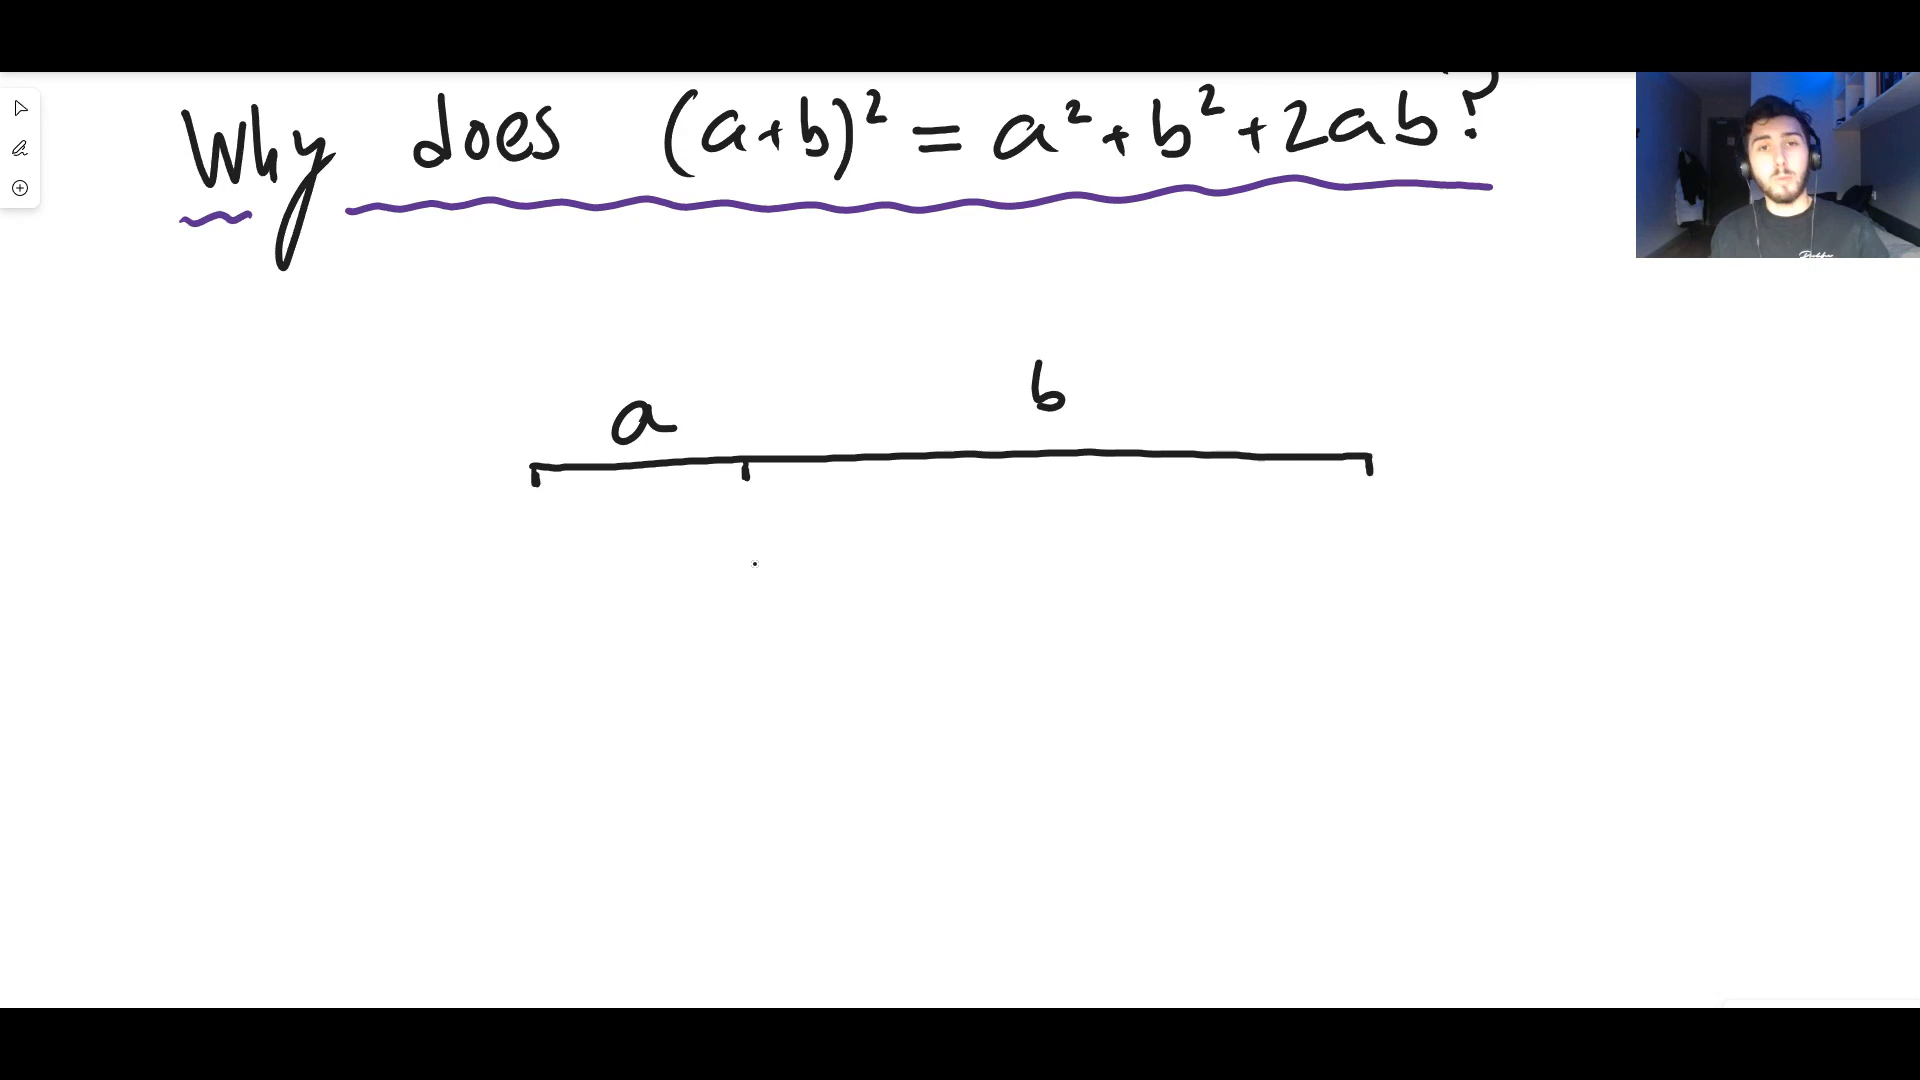 Why does (a+b)² = a² + b² + 2ab?
a b